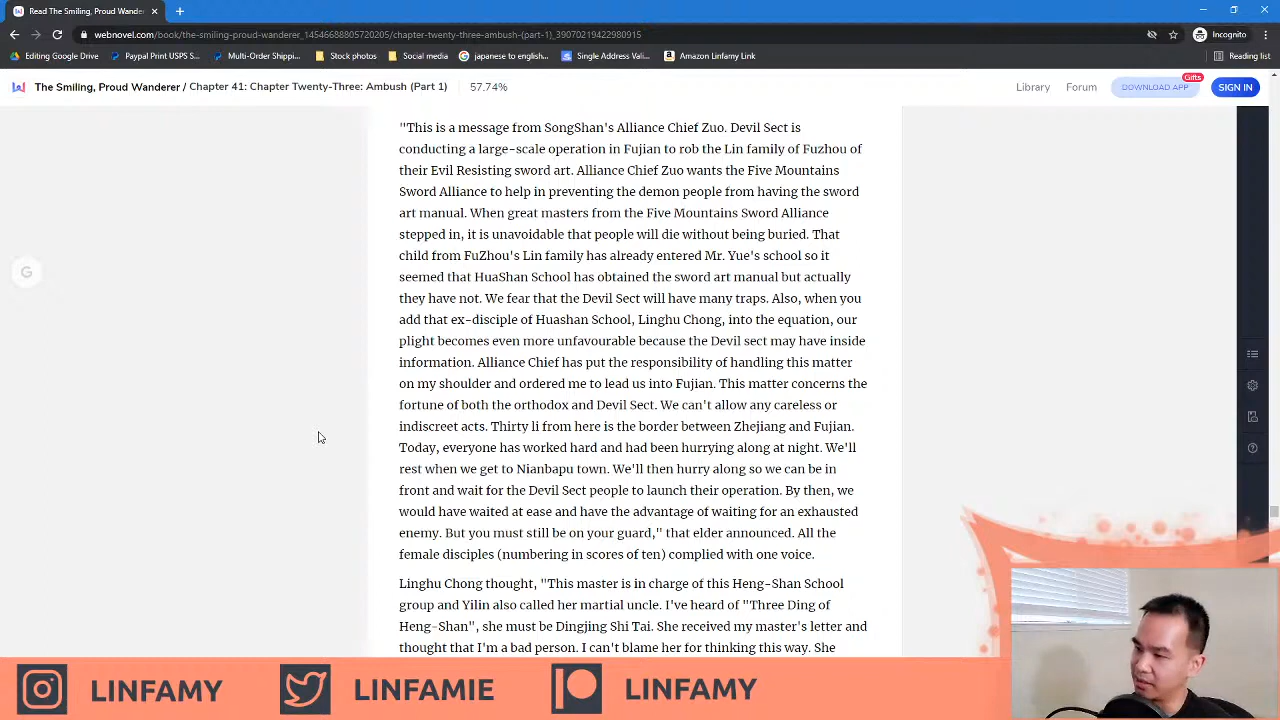 Read The Smiling, Proud Wander
Incognito
webnovel.com/book/the-smiling-proud-wanderer_14546688805720205/chapter-twenty-three-ambush-(part-1)_39070219422980915
Editing Google Drive
Paypal Print USPS S...
Multi-Order Shippi...
Stock photos
Social media
japanese to english...
Single Address Vali...
Amazon Linfamy Link
Reading list
The Smiling, Proud Wanderer / Chapter 41: Chapter Twenty-Three: Ambush (Part 1)
57.74%
Library
Forum
DOWNLOAD APP
Gifts
SIGN IN
"This is a message from SongShan's Alliance Chief Zuo. Devil Sect is
conducting a large-scale operation in Fujian to rob the Lin family of Fuzhou of
their Evil Resisting sword art. Alliance Chief Zuo wants the Five Mountains
Sword Alliance to help in preventing the demon people from having the sword
art manual. When great masters from the Five Mountains Sword Alliance
stepped in, it is unavoidable that people will die without being buried. That
child from FuZhou's Lin family has already entered Mr. Yue's school so it
seemed that HuaShan School has obtained the sword art manual but actually
they have not. We fear that the Devil Sect will have many traps. Also, when you
add that ex-disciple of Huashan School, Linghu Chong, into the equation, our
plight becomes even more unfavourable because the Devil sect may have inside
information. Alliance Chief has put the responsibility of handling this matter
on my shoulder and ordered me to lead us into Fujian. This matter concerns the
fortune of both the orthodox and Devil Sect. We can't allow any careless or
indiscreet acts. Thirty li from here is the border between Zhejiang and Fujian.
Today, everyone has worked hard and had been hurrying along at night. We'll
rest when we get to Nianbapu town. We'll then hurry along so we can be in
front and wait for the Devil Sect people to launch their operation. By then, we
would have waited at ease and have the advantage of waiting for an exhausted
enemy. But you must still be on your guard," that elder announced. All the
female disciples (numbering in scores of ten) complied with one voice.
Linghu Chong thought, "This master is in charge of this Heng-Shan School
group and Yilin also called her martial uncle. I've heard of "Three Ding of
Heng-Shan", she must be Dingjing Shi Tai. She received my master's letter and
thought that I'm a bad person. I can't blame her for thinking this way. She
G
LINFAMY
LINFAMIE
LINFAMY